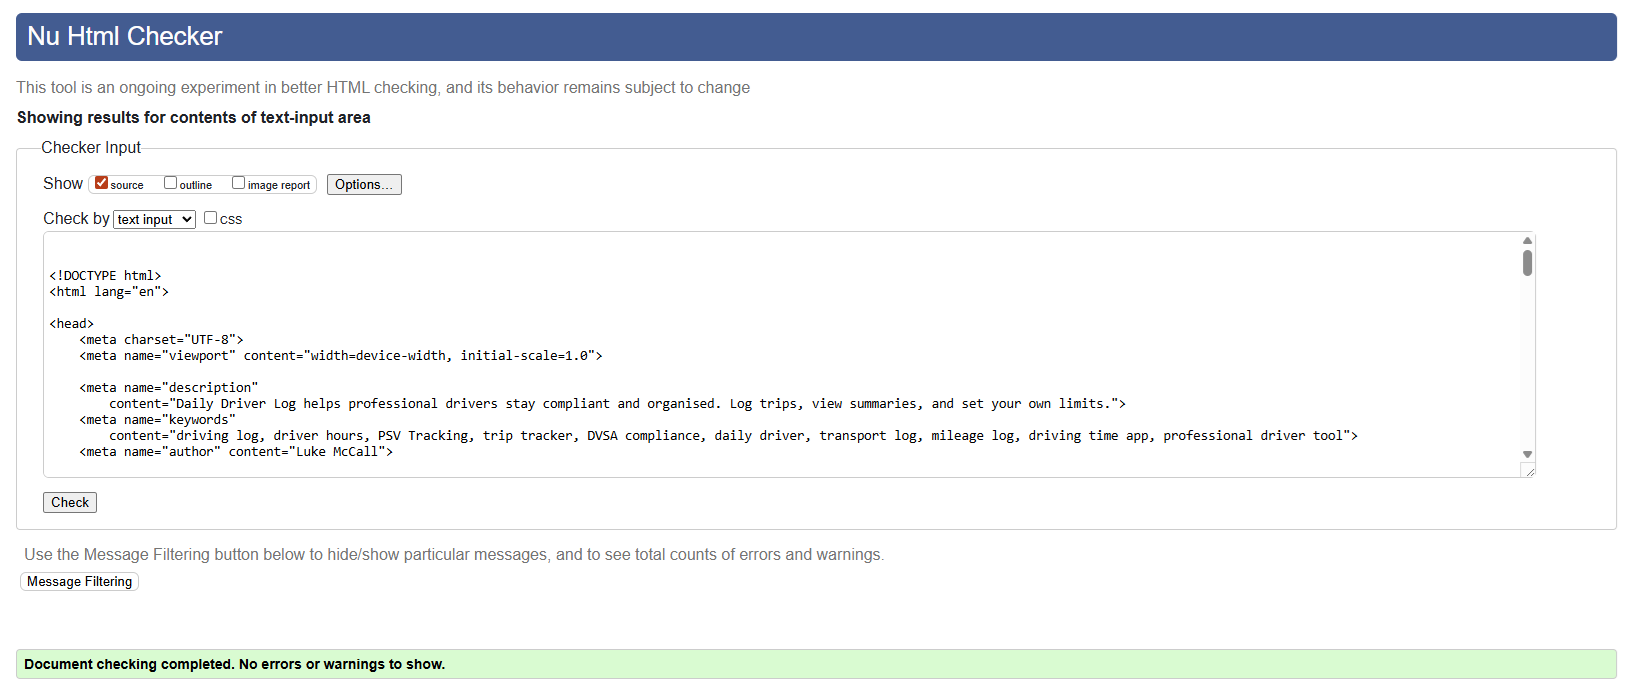 Nu Html Checker
This tool is an ongoing experiment in better HTML checking, and its behavior remains subject to change
Showing results for contents of text-input area
Checker Input
Show source outline image report Options...
Check by text input css
<!DOCTYPE html>
<html lang="en">
<head>
    <meta charset="UTF-8">
    <meta name="viewport" content="width=device-width, initial-scale=1.0">
    <meta name="description"
        content="Daily Driver Log helps professional drivers stay compliant and organised. Log trips, view summaries, and set your own limits.">
    <meta name="keywords"
        content="driving log, driver hours, PSV Tracking, trip tracker, DVSA compliance, daily driver, transport log, mileage log, driving time app, professional driver tool">
    <meta name="author" content="Luke McCall">
Check
Use the Message Filtering button below to hide/show particular messages, and to see total counts of errors and warnings.
Message Filtering
Document checking completed. No errors or warnings to show.